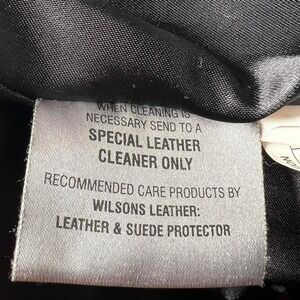 WHEN CLEANING IS
NECESSARY SEND TO A
SPECIAL LEATHER
CLEANER ONLY
RECOMMENDED CARE PRODUCTS BY
WILSONS LEATHER:
LEATHER & SUEDE PROTECTOR